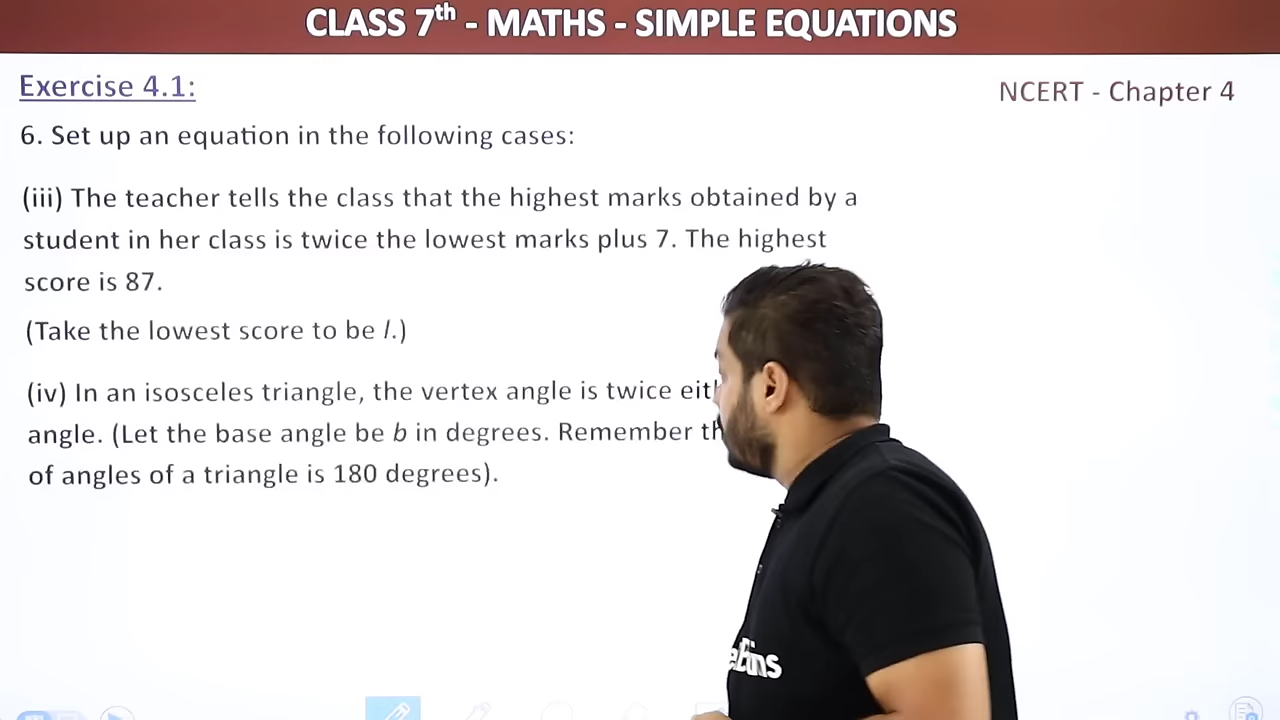 CLASS 7th - MATHS - SIMPLE EQUATIONS
Exercise 4.1:
NCERT - Chapter 4
6. Set up an equation in the following cases:
(iii) The teacher tells the class that the highest marks obtained by a
student in her class is twice the lowest marks plus 7. The highest
score is 87.
(Take the lowest score to be l.)
(iv) In an isosceles triangle, the vertex angle is twice
angle. (Let the base angle be b in degrees. Remember
of angles of a triangle is 180 degrees).